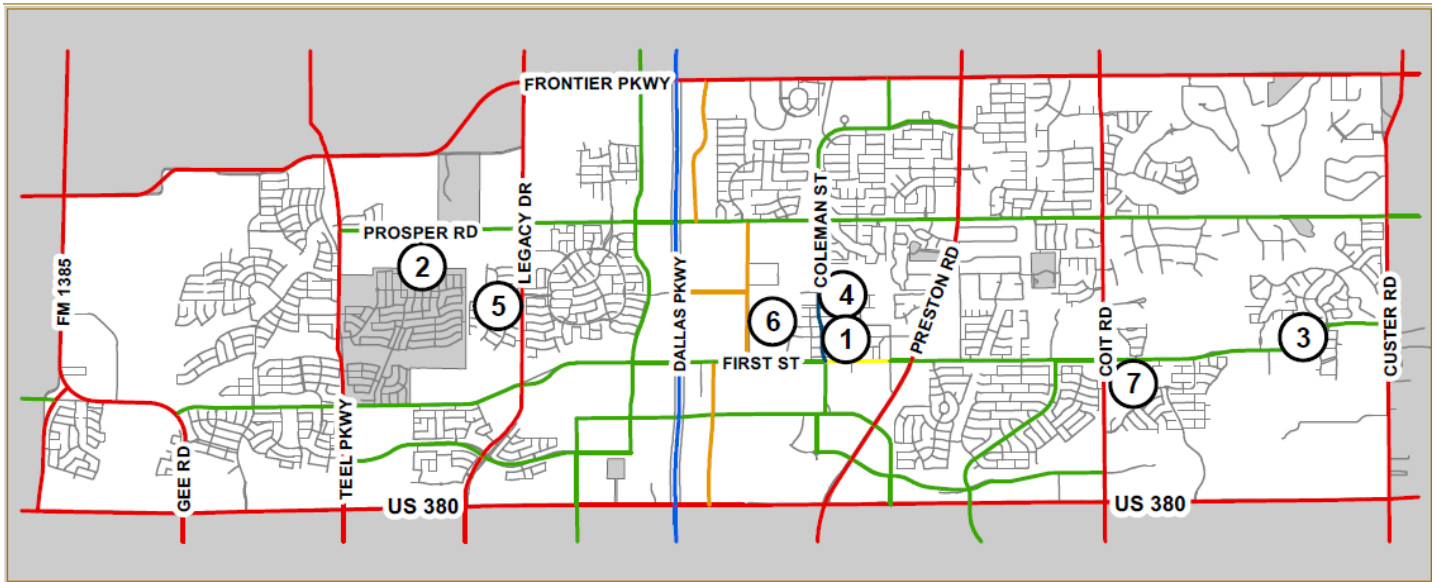 FRONTIER PKWY
LEGACY DR
COLEMAN ST
PROSPER RD
2
PRESTON RD
FM 1385
5
4
DALLAS PKWY
6
1
3
CUSTER RD
COIT RD
FIRST ST
7
TEEL PKWY
GEE RD
US 380
US 380